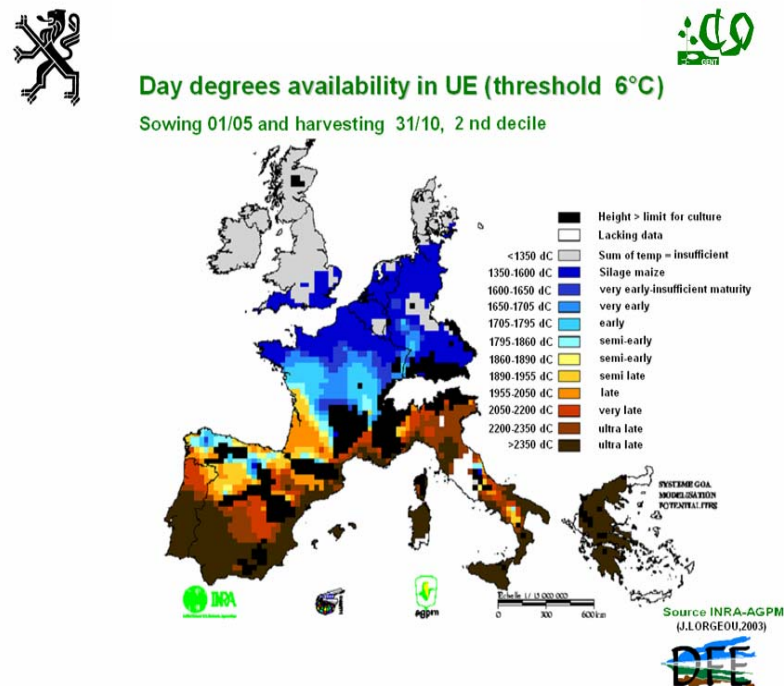 GENT
Day degrees availability in UE (threshold 6°C)
Sowing 01/05 and harvesting 31/10, 2 nd decile
Height > limit for culture
Lacking data
<1350 dC Sum of temp = insufficient
1350-1600 dC Silage maize
1600-1650 dC very early-insufficient maturity
1650-1705 dC very early
1705-1795 dC early
1795-1860 dC semi-early
1860-1890 dC semi-early
1890-1955 dC semi late
1955-2050 dC late
2050-2200 dC very late
2200-2350 dC ultra late
>2350 dC ultra late
SYSTEME GOA
MODELISATION
POTENTIALITES
INRA
agpm
Echelle 1/ 15 000 000
0 300 600 km
Source INRA-AGPM
(J.LORGEOU,2003)
DFE